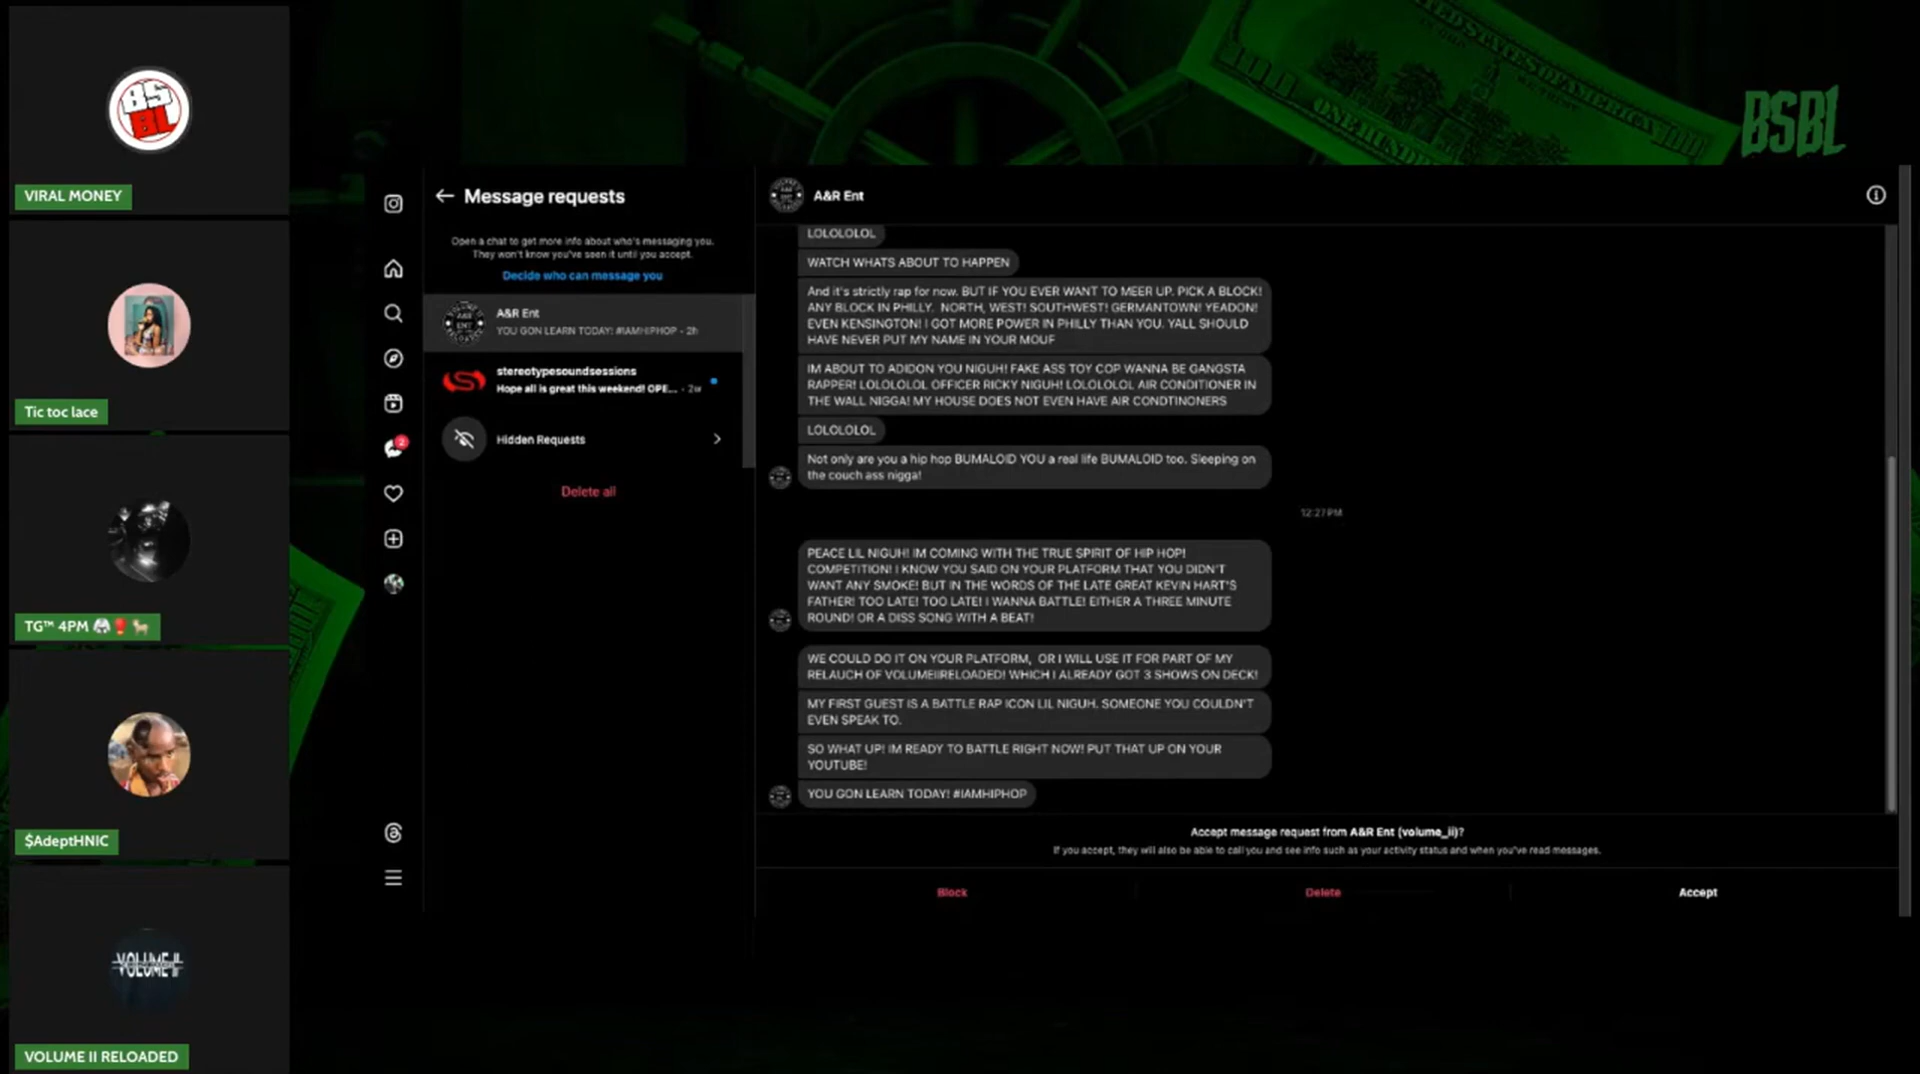 BSBL
VIRAL MONEY
Tic toc lace
TG™ 4PM
$AdeptHNIC
VOLUME II
VOLUME II RELOADED
ONE HUNDRED
BSBL
Message requests
Open a chat to get more info about who's messaging you.
They won't know you've seen it until you accept.
Decide who can message you
A&R Ent
YOU GON LEARN TODAY! #IAMHIPHOP - 2h
stereotypesoundsessions
Hope all is great this weekend! OPE... - 2w
Hidden Requests
Delete all
2
A&R Ent
LOLOLOLOL
WATCH WHATS ABOUT TO HAPPEN
And it's strictly rap for now. BUT IF YOU EVER WANT TO MEER UP. PICK A BLOCK!
ANY BLOCK IN PHILLY. NORTH, WEST! SOUTHWEST! GERMANTOWN! YEADON!
EVEN KENSINGTON! I GOT MORE POWER IN PHILLY THAN YOU. YALL SHOULD
HAVE NEVER PUT MY NAME IN YOUR MOUF
IM ABOUT TO ADIDON YOU NIGUH! FAKE ASS TOY COP WANNA BE GANGSTA
RAPPER! LOLOLOLOL OFFICER RICKY NIGUH! LOLOLOLOL AIR CONDITIONER IN
THE WALL NIGGA! MY HOUSE DOES NOT EVEN HAVE AIR CONDTINONERS
LOLOLOLOL
Not only are you a hip hop BUMALOID YOU a real life BUMALOID too. Sleeping on
the couch ass nigga!
12:27 PM
PEACE LIL NIGUH! IM COMING WITH THE TRUE SPIRIT OF HIP HOP!
COMPETITION! I KNOW YOU SAID ON YOUR PLATFORM THAT YOU DIDN'T
WANT ANY SMOKE! BUT IN THE WORDS OF THE LATE GREAT KEVIN HART'S
FATHER! TOO LATE! TOO LATE! I WANNA BATTLE! EITHER A THREE MINUTE
ROUND! OR A DISS SONG WITH A BEAT!
WE COULD DO IT ON YOUR PLATFORM, OR I WILL USE IT FOR PART OF MY
RELAUCH OF VOLUMEIIRELOADED! WHICH I ALREADY GOT 3 SHOWS ON DECK!
MY FIRST GUEST IS A BATTLE RAP ICON LIL NIGUH. SOMEONE YOU COULDN'T
EVEN SPEAK TO.
SO WHAT UP! IM READY TO BATTLE RIGHT NOW! PUT THAT UP ON YOUR
YOUTUBE!
YOU GON LEARN TODAY! #IAMHIPHOP
Accept message request from A&R Ent (volume_ii)?
If you accept, they will also be able to call you and see info such as your activity status and when you've read messages.
Block
Delete
Accept